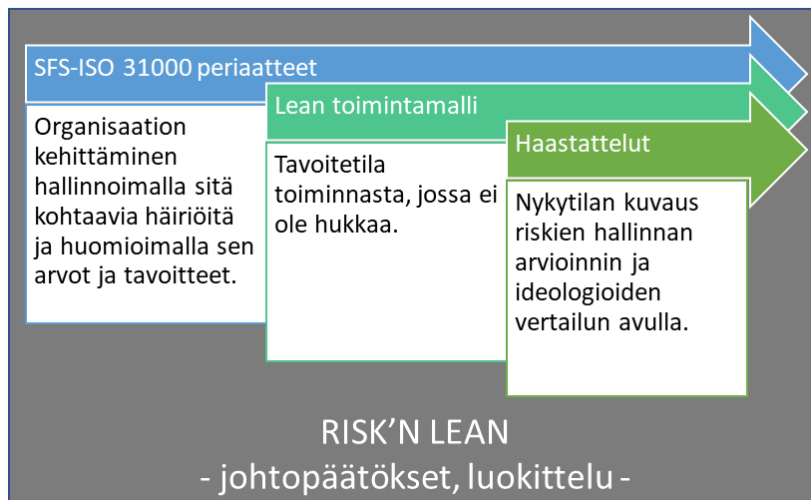 SFS-ISO 31000 periaatteet
Organisaation
kehittäminen
hallinnoimalla sitä
kohtaavia häiriöitä
ja huomioimalla sen
arvot ja tavoitteet.
Lean toimintamalli
Tavoitetila
toiminnasta, jossa ei
ole hukkaa.
Haastattelut
Nykytilan kuvaus
riskien hallinnan
arvioinnin ja
ideologioiden
vertailun avulla.
RISK’N LEAN
- johtopäätökset, luokittelu -